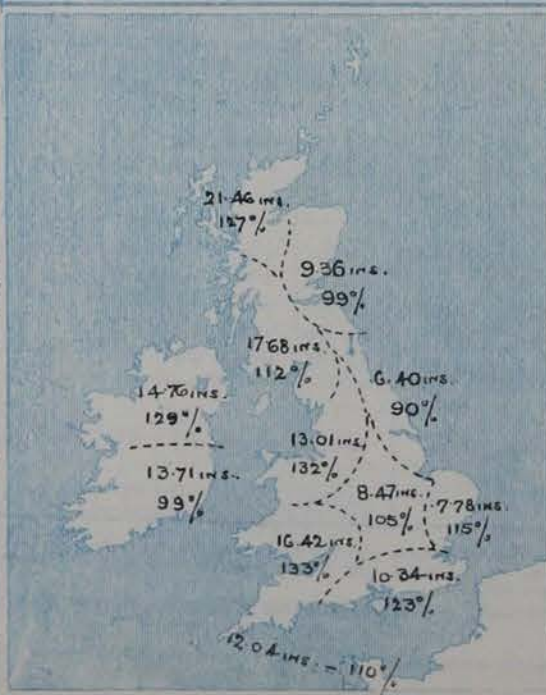 21.46 INS.
127%
9.36 INS.
99%
17.68 INS.
112%
6.40 INS.
90%
14.76 INS.
129%
13.01 INS.
132%
13.71 INS.
99%
8.47 INS.
105%
7.78 INS.
115%
16.42 INS.
133%
10.34 INS.
123%
12.04 INS. = 110%